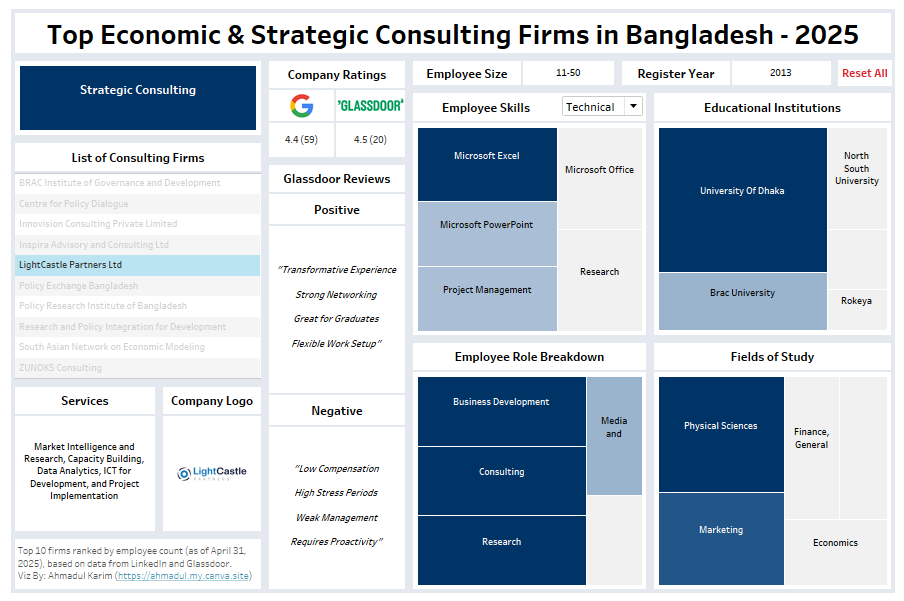 Top Economic & Strategic Consulting Firms in Bangladesh - 2025
Strategic Consulting
List of Consulting Firms
BRAC Institute of Governance and Development
Centre for Policy Dialogue
Innovision Consulting Private Limited
Inspira Advisory and Consulting Ltd
LightCastle Partners Ltd
Policy Exchange Bangladesh
Policy Research Institute of Bangladesh
Research and Policy Integration for Development
South Asian Network on Economic Modeling
ZUNOKS Consulting
Services
Market Intelligence and
Research, Capacity Building,
Data Analytics, ICT for
Development, and Project
Implementation
Company Logo
LightCastle
PARTNERS
Top 10 firms ranked by employee count (as of April 31,
2025), based on data from LinkedIn and Glassdoor.
Viz By: Ahmadul Karim (https://ahmadul.my.canva.site)
Company Ratings
G
GLASSDOOR
4.4 (59)
4.5 (20)
Glassdoor Reviews
Positive
"Transformative Experience
Strong Networking
Great for Graduates
Flexible Work Setup"
Negative
"Low Compensation
High Stress Periods
Weak Management
Requires Proactivity"
Employee Size
11-50
Register Year
2013
Reset All
Employee Skills
Technical
Microsoft Excel
Microsoft PowerPoint
Project Management
Microsoft Office
Research
Educational Institutions
University Of Dhaka
Brac University
North
South
University
Rokeya
Employee Role Breakdown
Business Development
Consulting
Research
Media
and
Fields of Study
Physical Sciences
Marketing
Finance,
General
Economics